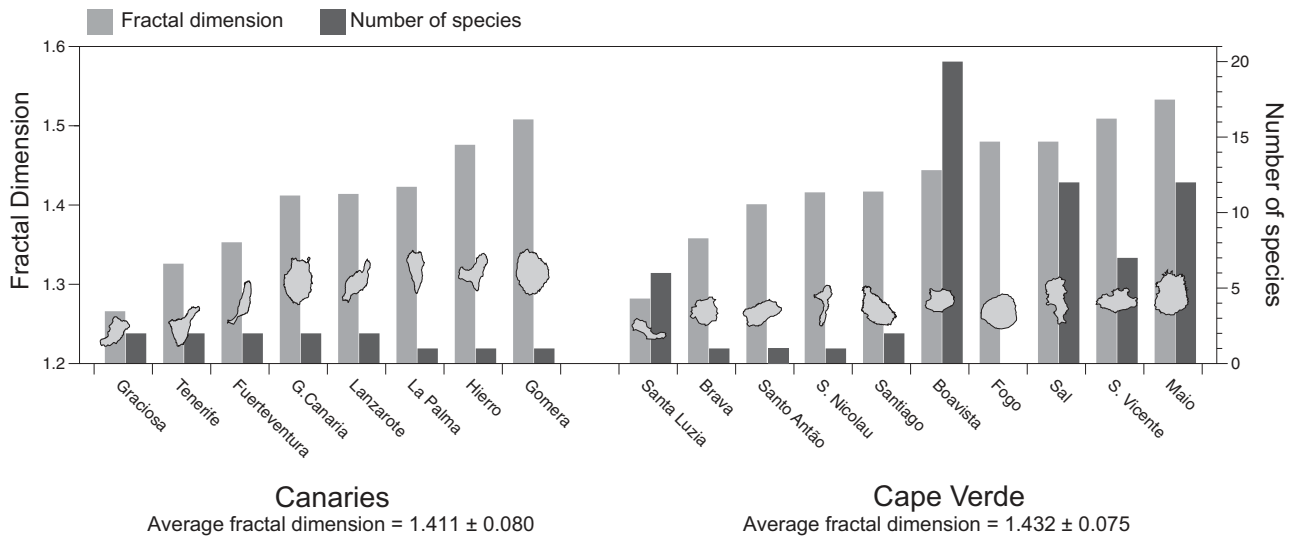 Fractal dimension Number of species
Fractal Dimension
1.6
1.5
1.4
1.3
1.2
20
15
10
5
0
Number of species
Graciosa
Tenerife
Fuerteventura
G.Canaria
Lanzarote
La Palma
Hierro
Gomera
Santa Luzia
Brava
Santo Antão
S. Nicolau
Santiago
Boavista
Fogo
Sal
S. Vicente
Maio
Canaries
Average fractal dimension = 1.411 ± 0.080
Cape Verde
Average fractal dimension = 1.432 ± 0.075